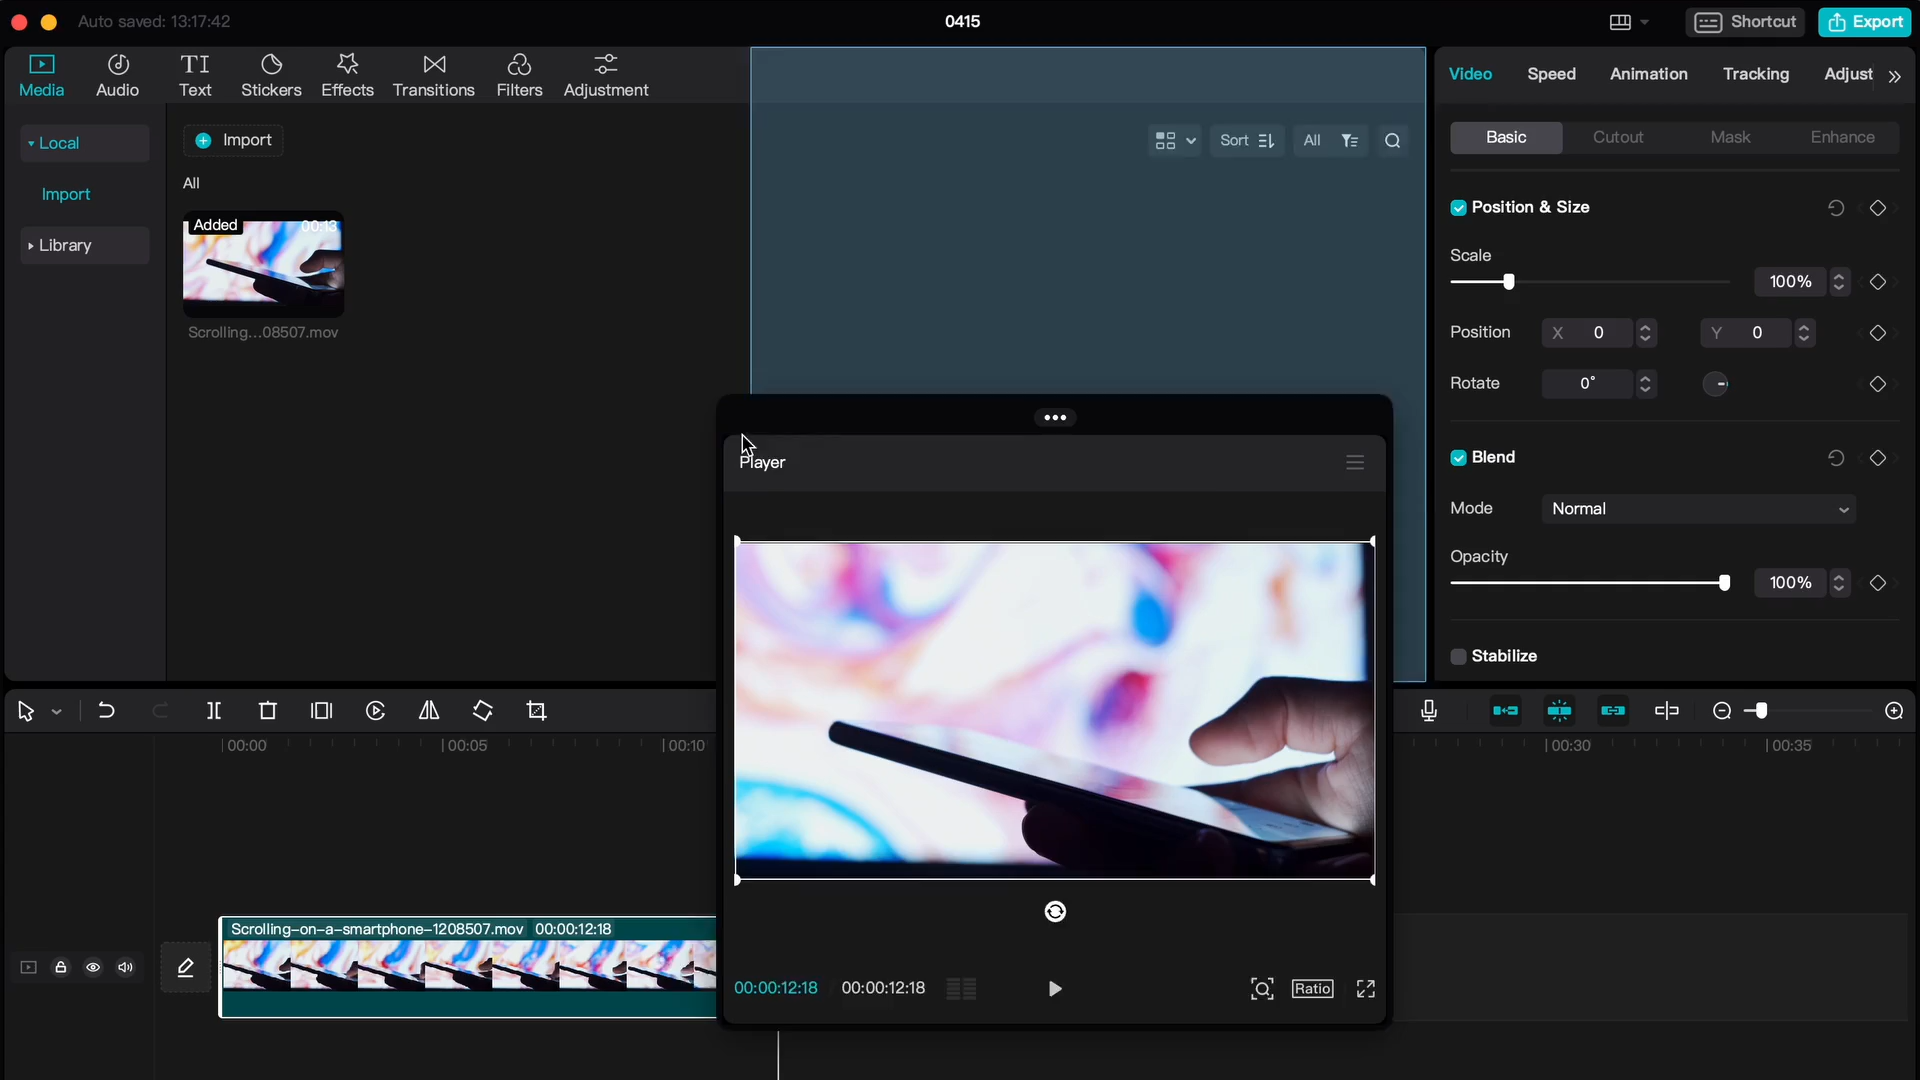 Auto saved: 13:17:42
0415
Shortcut
Export
Media
Audio
TI
Text
Stickers
Effects
Transitions
Filters
Adjustment
Local
Import
Library
Import
All
Added
00:13
Scrolling...08507.mov
Sort
All
Video
Speed
Animation
Tracking
Adjust
Basic
Cutout
Mask
Enhance
Position & Size
Scale
100%
Position
X 0
Y 0
Rotate
0°
Blend
Mode
Normal
Opacity
100%
Stabilize
Player
00:00:12:18
00:00:12:18
Ratio
00:00
00:05
00:10
00:30
00:35
Scrolling-on-a-smartphone-1208507.mov 00:00:12:18